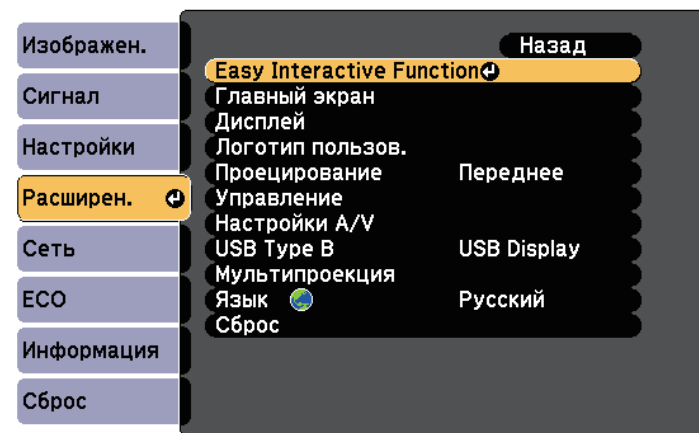 Изображен.
Сигнал
Настройки
Расширен.
Сеть
ECO
Информация
Сброс
Назад
Easy Interactive Function
Главный экран
Дисплей
Логотип пользов.
Проецирование Переднее
Управление
Настройки A/V
USB Type B USB Display
Мультипроекция
Язык Русский
Сброс